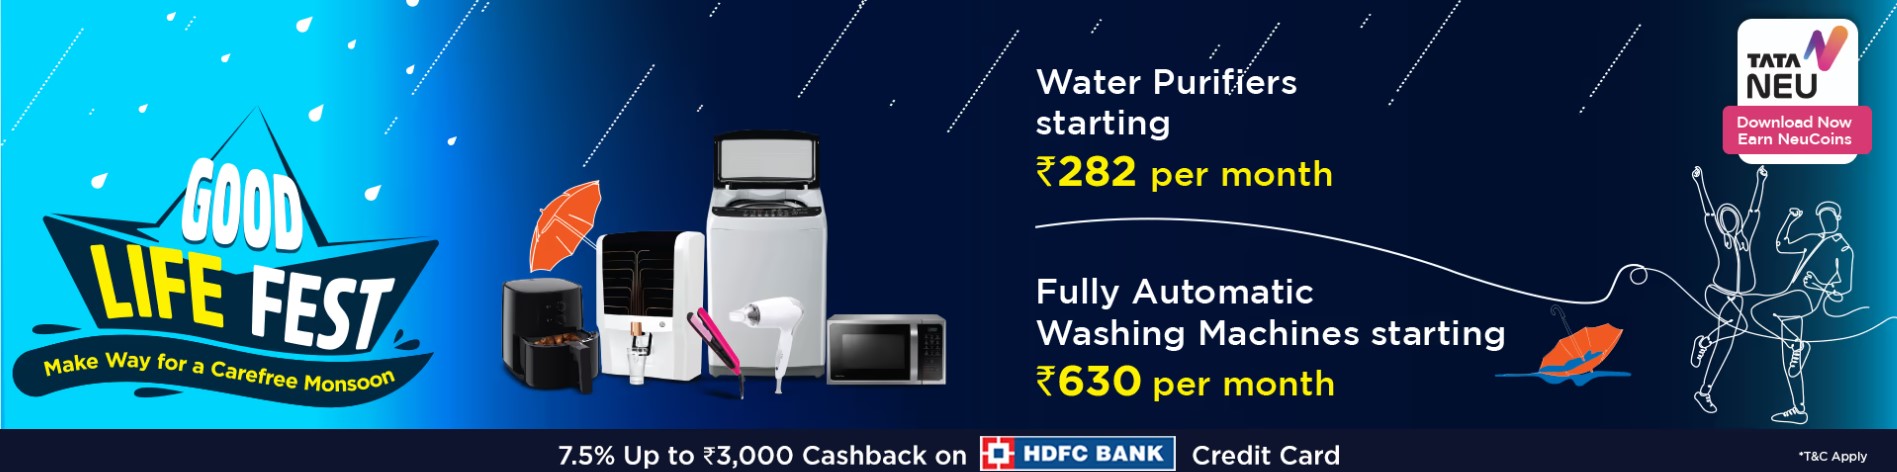 GOOD
LIFE FEST
Make Way for a Carefree Monsoon
Water Purifiers
starting
₹282 per month
Fully Automatic
Washing Machines starting
₹630 per month
TATA
NEU
Download Now
Earn NeuCoins
7.5% Up to ₹3,000 Cashback on HDFC BANK Credit Card
*T&C Apply